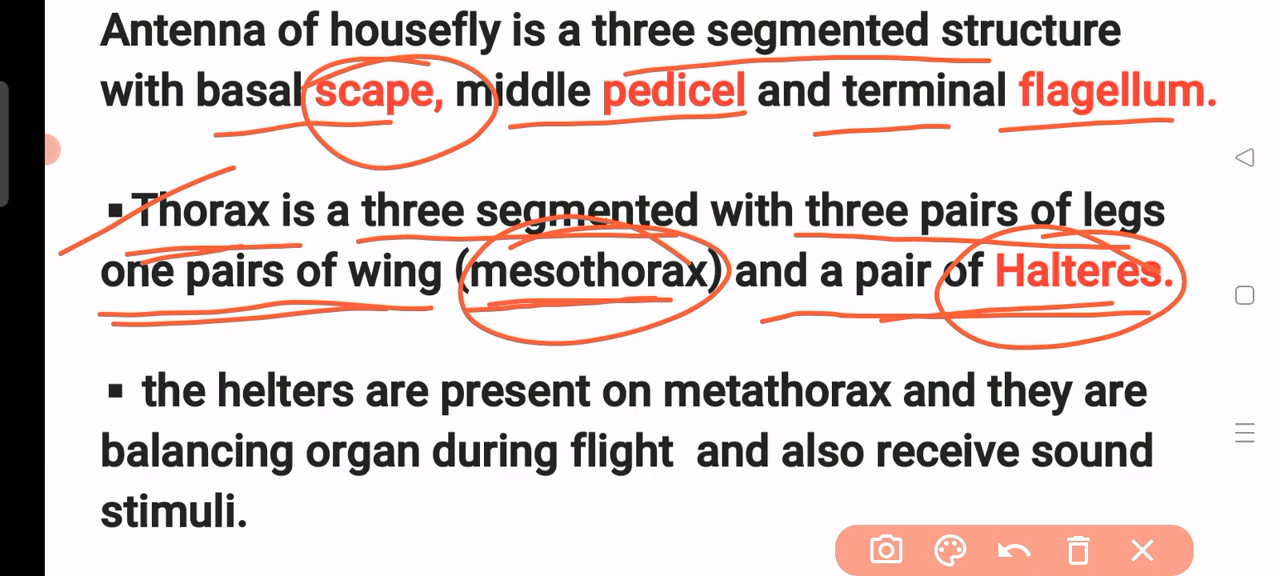 Antenna of housefly is a three segmented structure
with basal scape, middle pedicel and terminal flagellum.
▪Thorax is a three segmented with three pairs of legs
one pairs of wing (mesothorax) and a pair of Halteres.
▪ the helters are present on metathorax and they are
balancing organ during flight and also receive sound
stimuli.